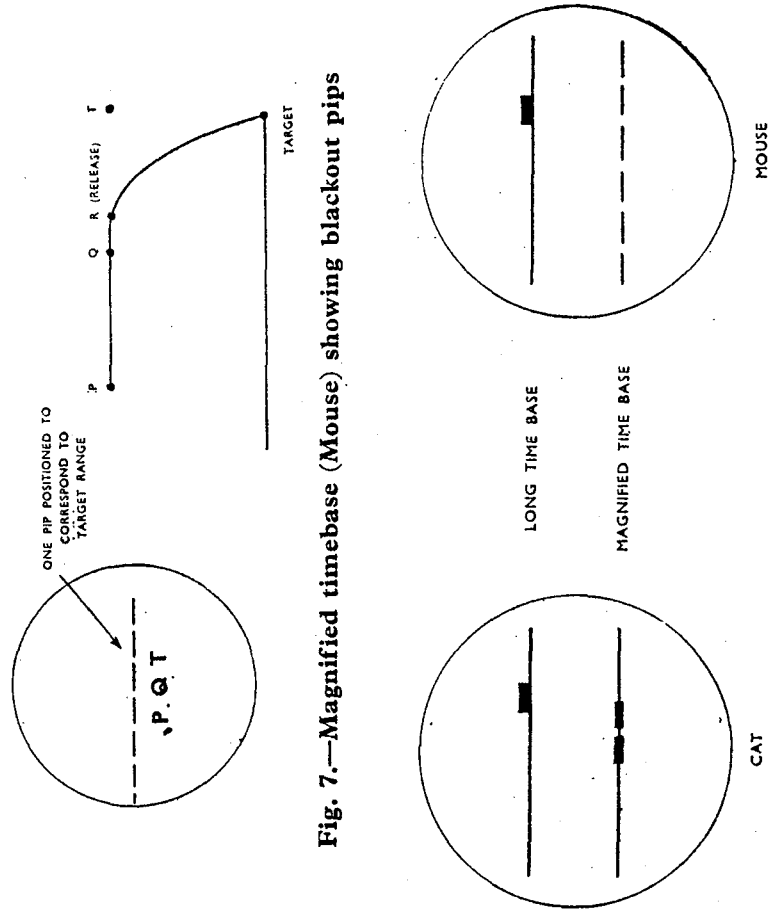 ONE PIP POSITIONED TO
CORRESPOND TO
TARGET RANGE
P Q R (RELEASE) T
P. Q T
TARGET
Fig. 7.—Magnified timebase (Mouse) showing blackout pips
LONG TIME BASE
MAGNIFIED TIME BASE
CAT
MOUSE